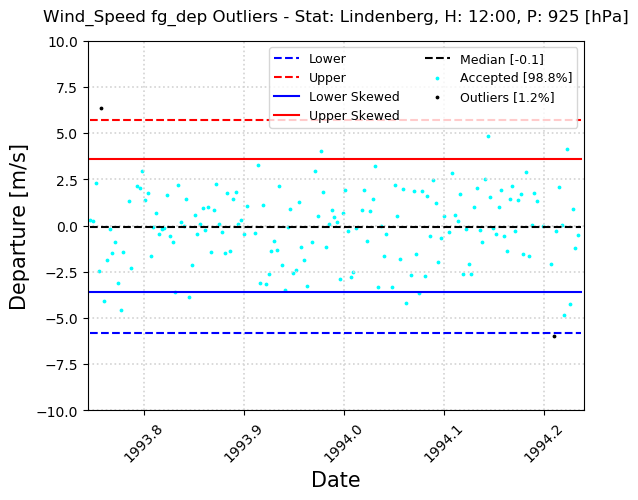 Wind_Speed fg_dep Outliers - Stat: Lindenberg, H: 12:00, P: 925 [hPa]
Lower
Upper
Lower Skewed
Upper Skewed
Median [-0.1]
Accepted [98.8%]
Outliers [1.2%]
Departure [m/s]
10.0
7.5
5.0
2.5
0.0
−2.5
−5.0
−7.5
−10.0
1993.8
1993.9
1994.0
1994.1
1994.2
Date